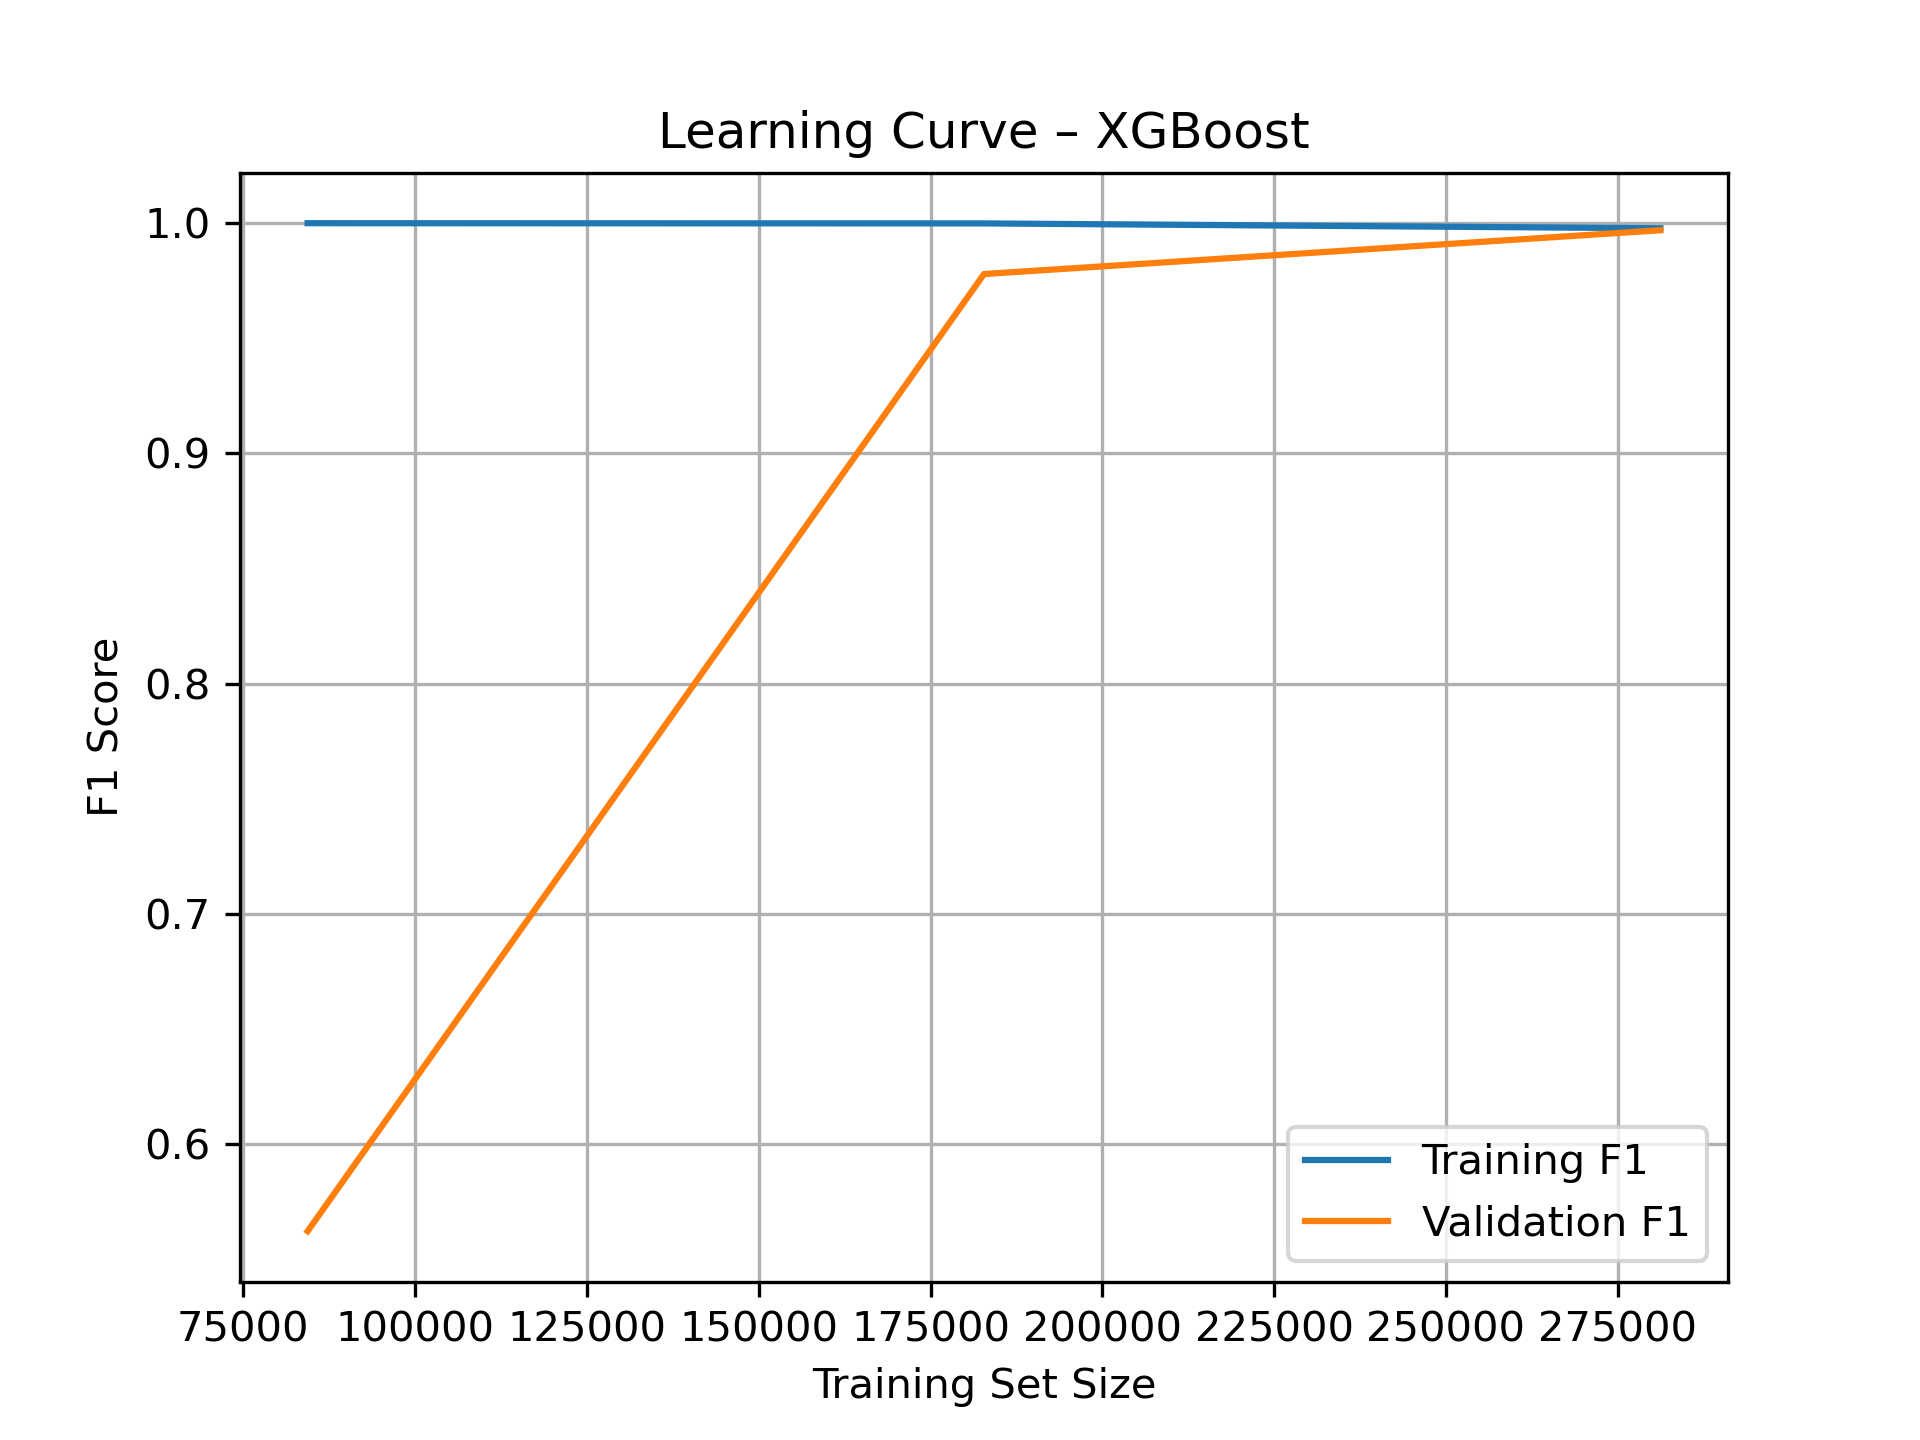 Learning Curve – XGBoost
1.0
0.9
0.8
0.7
0.6
F1 Score
Training F1
Validation F1
75000 100000 125000 150000 175000 200000 225000 250000 275000
Training Set Size